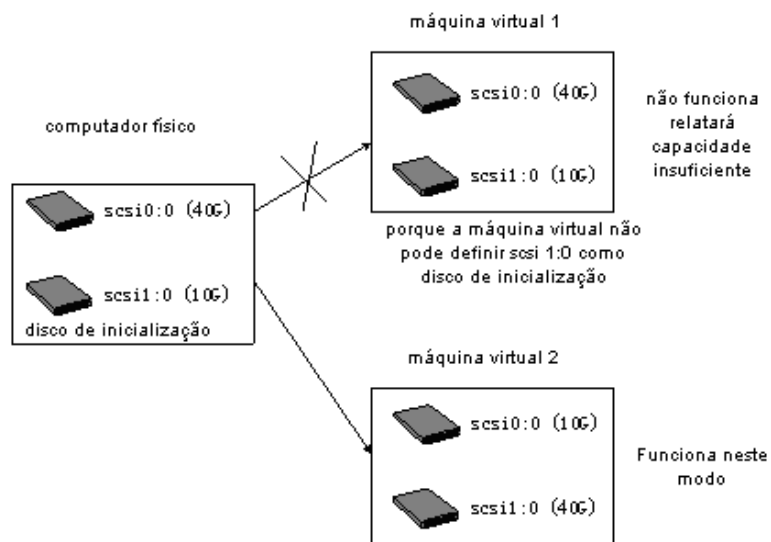 computador físico
scsi0:0 (40G)
scsi1:0 (10G)
disco de inicialização
máquina virtual 1
scsi0:0 (40G)
scsi1:0 (10G)
porque a máquina virtual não
pode definir scsi 1:0 como
disco de inicialização
não funciona
relatará
capacidade
insuficiente
máquina virtual 2
scsi0:0 (10G)
scsi1:0 (40G)
Funciona neste
modo